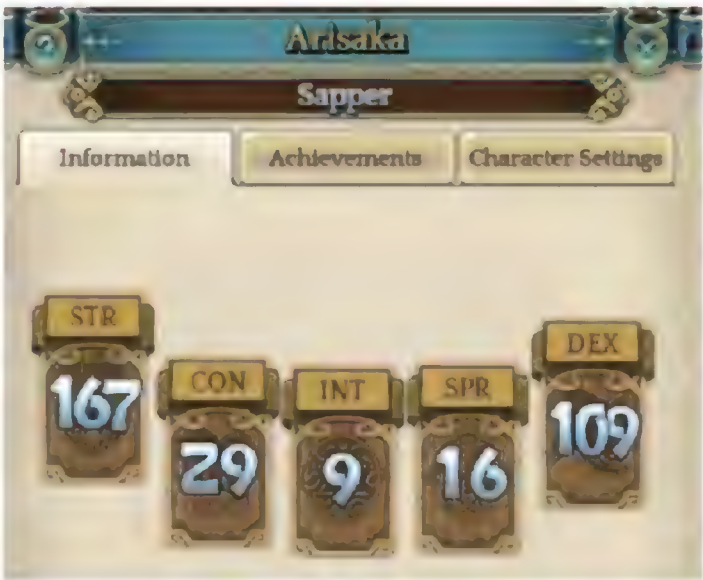 Arisaka
Sapper
Information
Achievements
Character Settings
STR
167
CON
29
INT
9
SPR
16
DEX
109